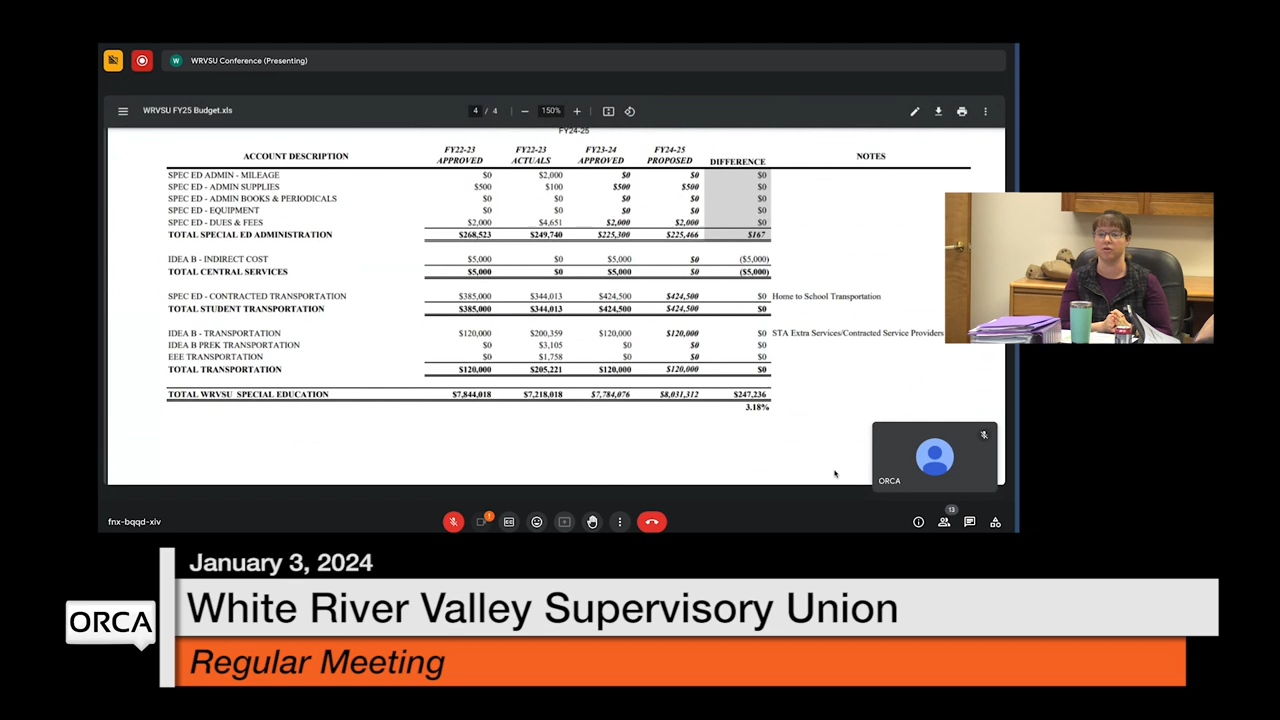 W WRVSU Conference (Presenting)
WRVSU FY25 Budget.xls 4 / 4 — 150% +
FY24-25
ACCOUNT DESCRIPTION FY22-23 APPROVED FY22-23 ACTUALS FY23-24 APPROVED FY24-25 PROPOSED DIFFERENCE NOTES
SPEC ED ADMIN - MILEAGE $0 $2,000 $0 $0 $0
SPEC ED - ADMIN SUPPLIES $500 $100 $500 $500 $0
SPEC ED - ADMIN BOOKS & PERIODICALS $0 $0 $0 $0 $0
SPEC ED - EQUIPMENT $0 $0 $0 $0 $0
SPEC ED - DUES & FEES $2,000 $4,651 $2,000 $2,000 $0
TOTAL SPECIAL ED ADMINISTRATION $268,523 $249,740 $225,300 $225,466 $167
IDEA B - INDIRECT COST $5,000 $0 $5,000 $0 ($5,000)
TOTAL CENTRAL SERVICES $5,000 $0 $5,000 $0 ($5,000)
SPEC ED - CONTRACTED TRANSPORTATION $385,000 $344,013 $424,500 $424,500 $0 Home to School Transportation
TOTAL STUDENT TRANSPORTATION $385,000 $344,013 $424,500 $424,500 $0
IDEA B - TRANSPORTATION $120,000 $200,359 $120,000 $120,000 $0 STA Extra Services/Contracted Service Providers
IDEA B PREK TRANSPORTATION $0 $3,105 $0 $0 $0
EEE TRANSPORTATION $0 $1,758 $0 $0 $0
TOTAL TRANSPORTATION $120,000 $205,221 $120,000 $120,000 $0
TOTAL WRVSU SPECIAL EDUCATION $7,844,018 $7,218,018 $7,784,076 $8,031,312 $247,236
3.18%
ORCA
fnx-bqqd-xiv
13
January 3, 2024
White River Valley Supervisory Union
ORCA
Regular Meeting